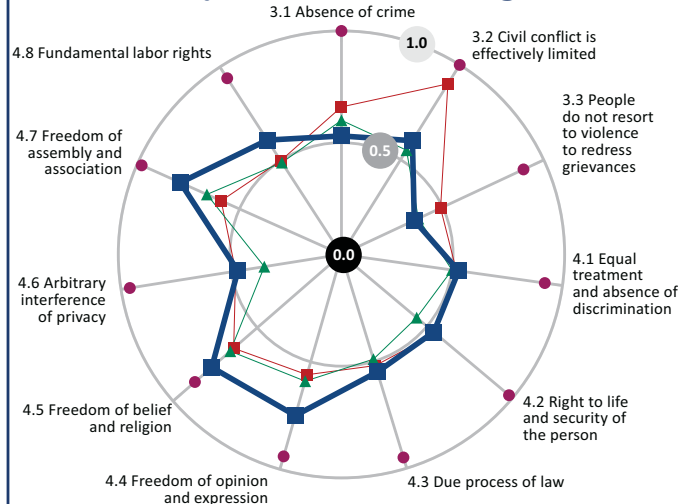 3.1 Absence of crime
1.0
3.2 Civil conflict is
effectively limited
4.8 Fundamental labor rights
3.3 People
do not resort
to violence
to redress
grievances
4.7 Freedom of
assembly and
association
0.5
0.0
4.1 Equal
treatment
and absence of
discrimination
4.6 Arbitrary
interference
of privacy
4.2 Right to life
and security of
the person
4.5 Freedom of belief
and religion
4.3 Due process of law
4.4 Freedom of opinion
and expression